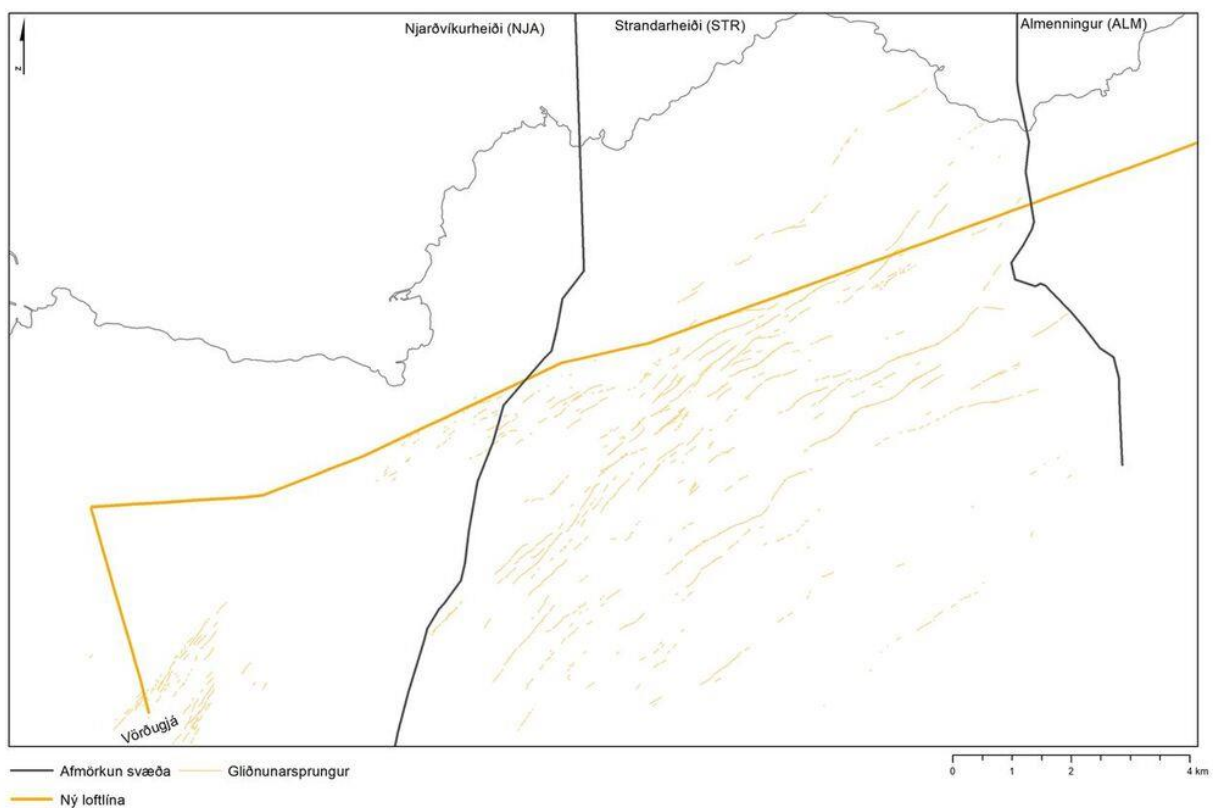 Njarðvíkurheiði (NJA)
Strandarheiði (STR)
Almenningur (ALM)
N
Vörðugjá
Afmörkun svæða
Gliðnunarsprungur
Ný loftlína
0 1 2 4 km